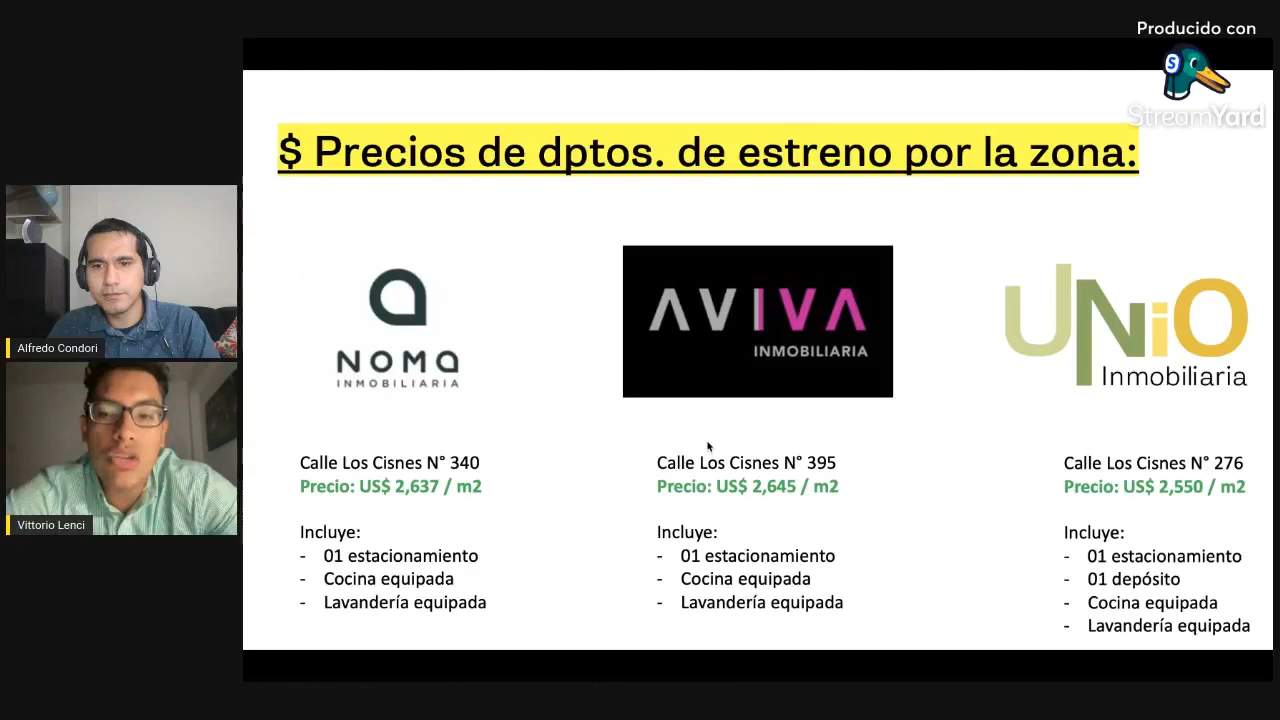 Producido con
StreamYard
$ Precios de dptos. de estreno por la zona:
NOMA
INMOBILIARIA
AVIVA
INMOBILIARIA
UNiO
Inmobiliaria
Alfredo Condori
Vittorio Lenci
Calle Los Cisnes N° 340
Precio: US$ 2,637 / m2
Incluye:
- 01 estacionamiento
- Cocina equipada
- Lavandería equipada
Calle Los Cisnes N° 395
Precio: US$ 2,645 / m2
Incluye:
- 01 estacionamiento
- Cocina equipada
- Lavandería equipada
Calle Los Cisnes N° 276
Precio: US$ 2,550 / m2
Incluye:
- 01 estacionamiento
- 01 depósito
- Cocina equipada
- Lavandería equipada